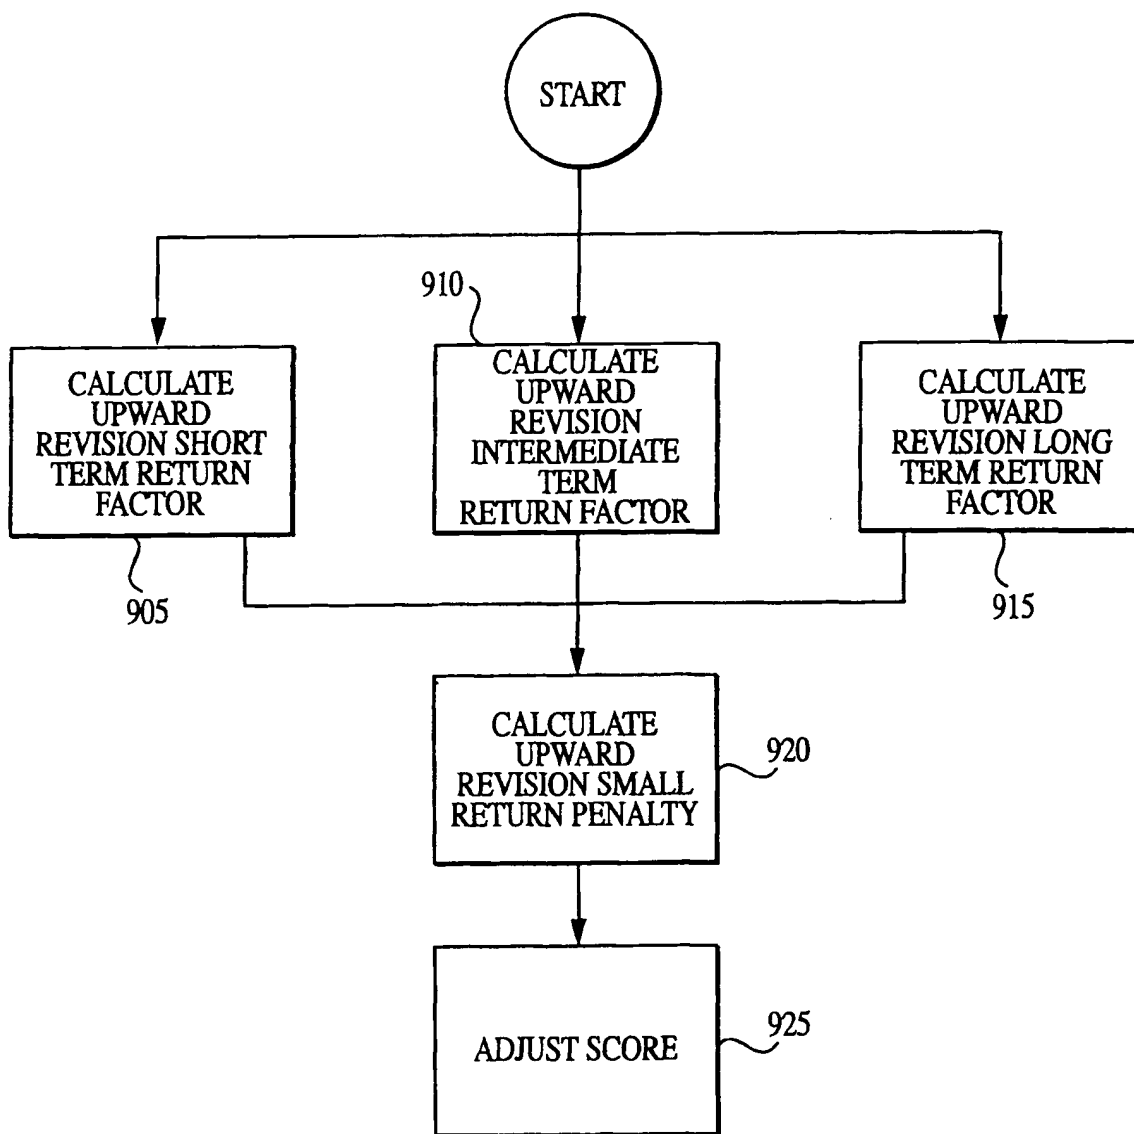 START
910
CALCULATE
UPWARD
REVISION SHORT
TERM RETURN
FACTOR
CALCULATE
UPWARD
REVISION
INTERMEDIATE
TERM
RETURN FACTOR
CALCULATE
UPWARD
REVISION LONG
TERM RETURN
FACTOR
905
915
CALCULATE
UPWARD
REVISION SMALL
RETURN PENALTY
920
ADJUST SCORE
925